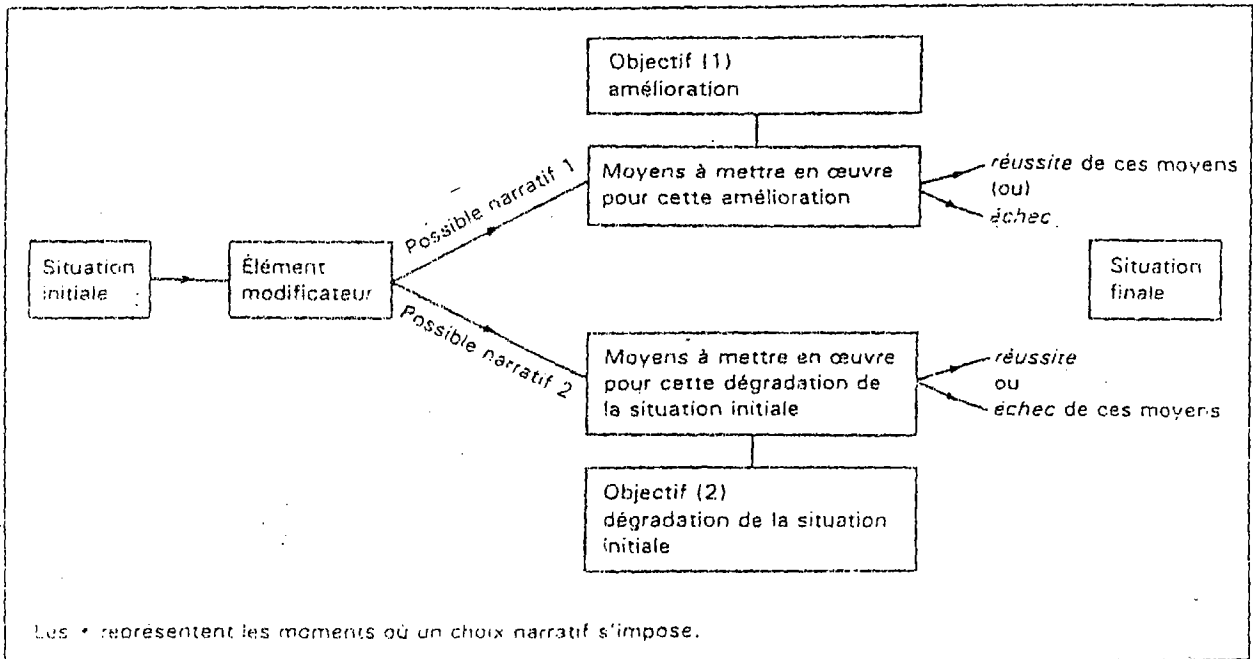 Objectif (1)
amélioration
Possible narratif 1
Moyens à mettre en œuvre
pour cette amélioration
réussite de ces moyens
(ou)
échec
Situation
initiale
Élément
modificateur
Situation
finale
Possible narratif 2
Moyens à mettre en œuvre
pour cette dégradation de
la situation initiale
réussite
ou
échec de ces moyens
Objectif (2)
dégradation de la situation
initiale
Les • représentent les moments où un choix narratif s'impose.